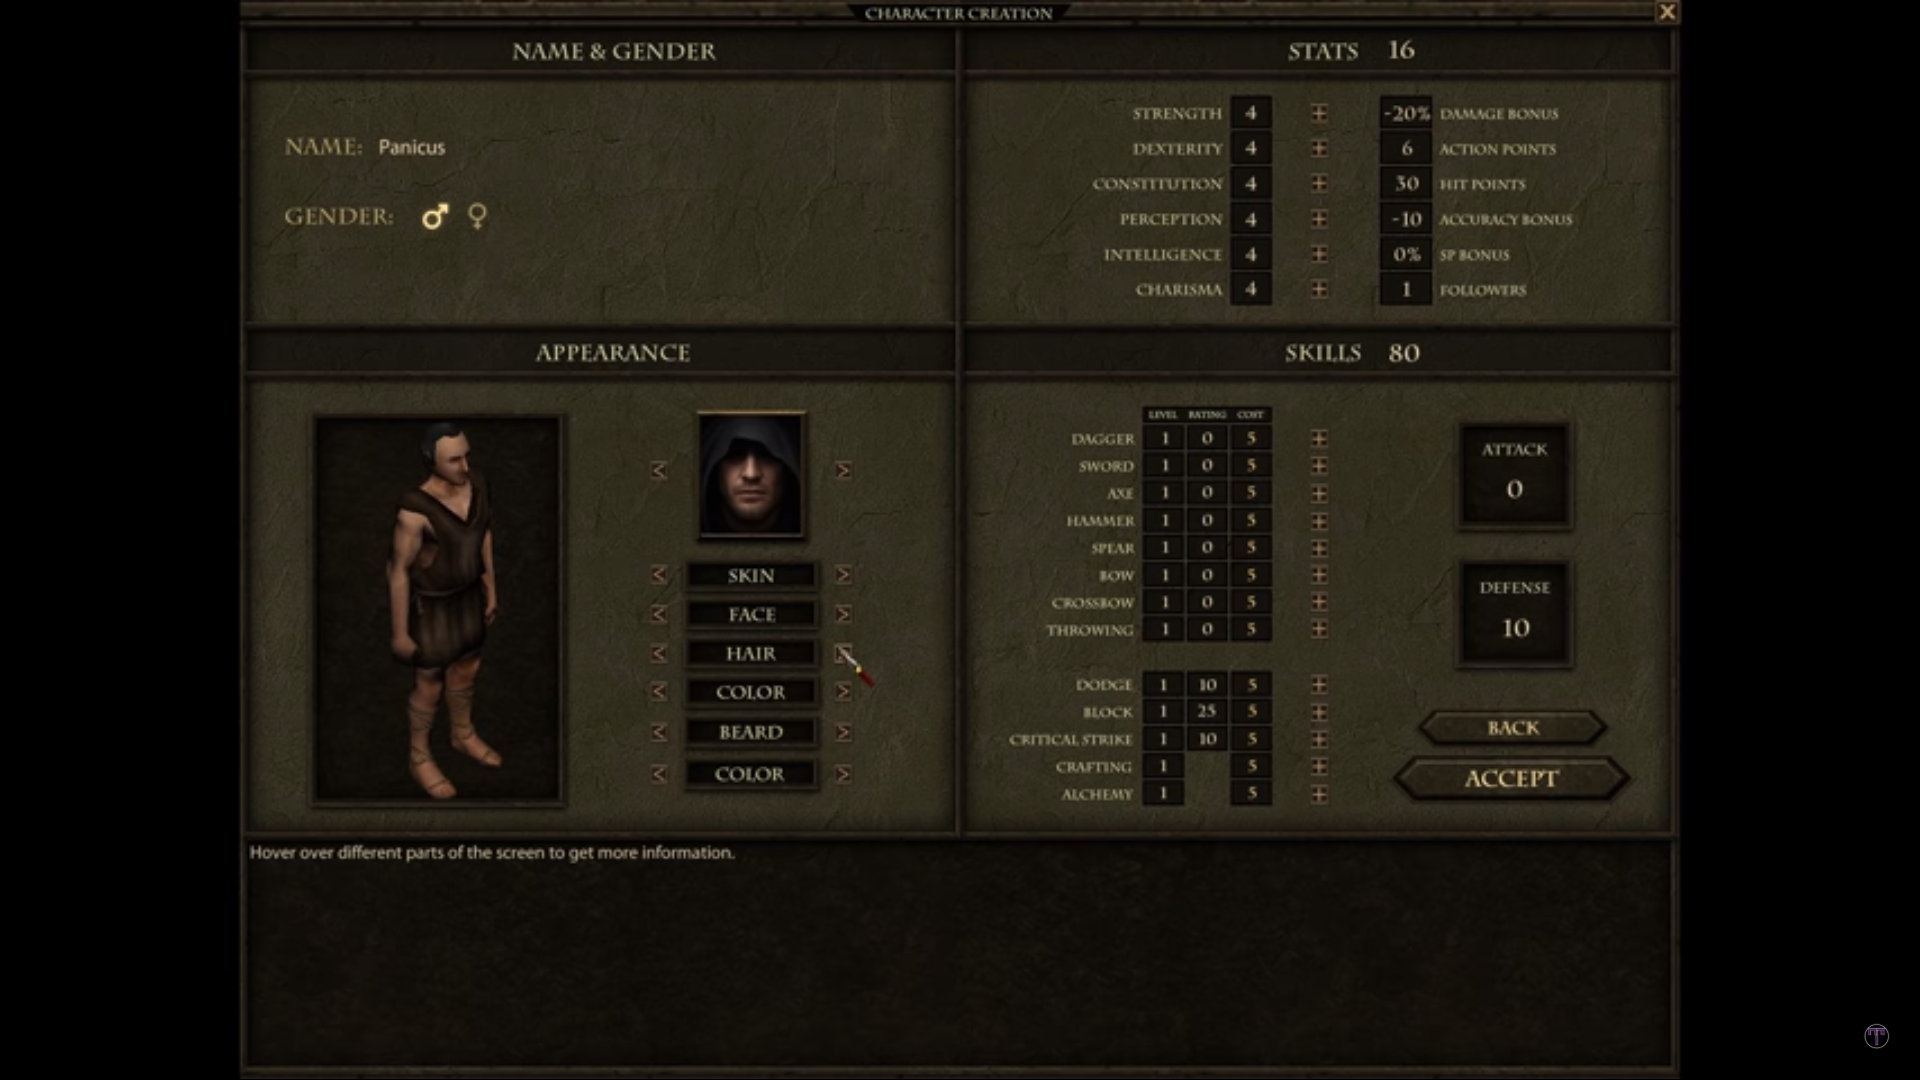 CHARACTER CREATION
NAME & GENDER
NAME: Panicus
GENDER:
STATS 16
STRENGTH 4 -20% DAMAGE BONUS
DEXTERITY 4 6 ACTION POINTS
CONSTITUTION 4 30 HIT POINTS
PERCEPTION 4 -10 ACCURACY BONUS
INTELLIGENCE 4 0% SP BONUS
CHARISMA 4 1 FOLLOWERS
APPEARANCE
SKIN
FACE
HAIR
COLOR
BEARD
COLOR
SKILLS 80
LEVEL RATING COST
DAGGER 1 0 5
SWORD 1 0 5
AXE 1 0 5
HAMMER 1 0 5
SPEAR 1 0 5
BOW 1 0 5
CROSSBOW 1 0 5
THROWING 1 0 5
DODGE 1 10 5
BLOCK 1 25 5
CRITICAL STRIKE 1 10 5
CRAFTING 1 5
ALCHEMY 1 5
ATTACK
0
DEFENSE
10
BACK
ACCEPT
Hover over different parts of the screen to get more information.